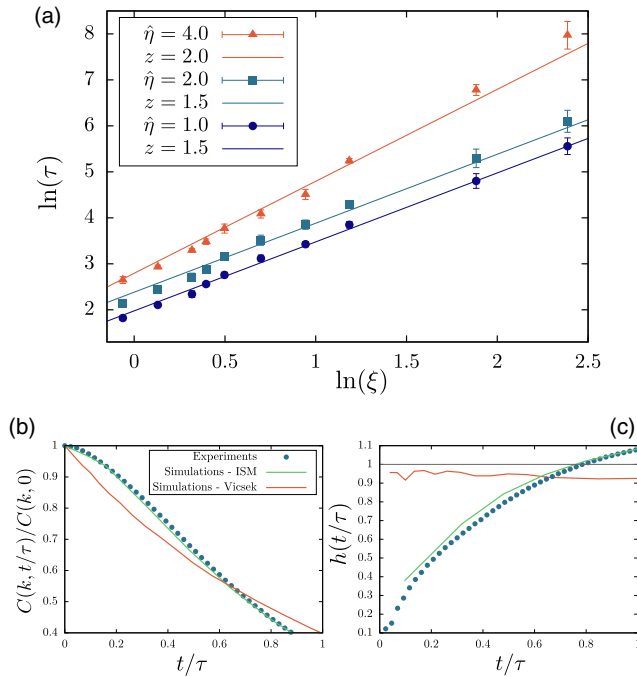 (a)
η̂ = 4.0
z = 2.0
η̂ = 2.0
z = 1.5
η̂ = 1.0
z = 1.5
ln(τ)
8
7
6
5
4
3
2
0 0.5 1 1.5 2 2.5
ln(ξ)
(b)
Experiments
Simulations - ISM
Simulations - Vicsek
C(k, t/τ)/C(k, 0)
1
0.9
0.8
0.7
0.6
0.5
0.4
0 0.2 0.4 0.6 0.8 1
t/τ
(c)
h(t/τ)
1.1
1
0.9
0.8
0.7
0.6
0.5
0.4
0.3
0.2
0.1
0 0.2 0.4 0.6 0.8 1
t/τ